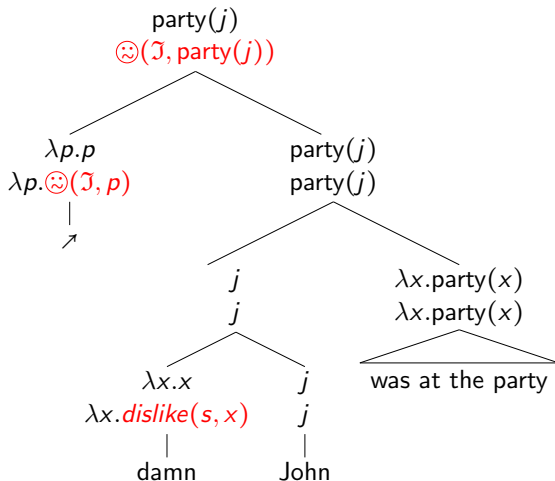 party(j)
☹(ℑ, party(j))
λp.p party(j)
λp.☹(ℑ, p) party(j)
↗
j λx.party(x)
j λx.party(x)
λx.x j was at the party
λx.dislike(s, x) j
damn John